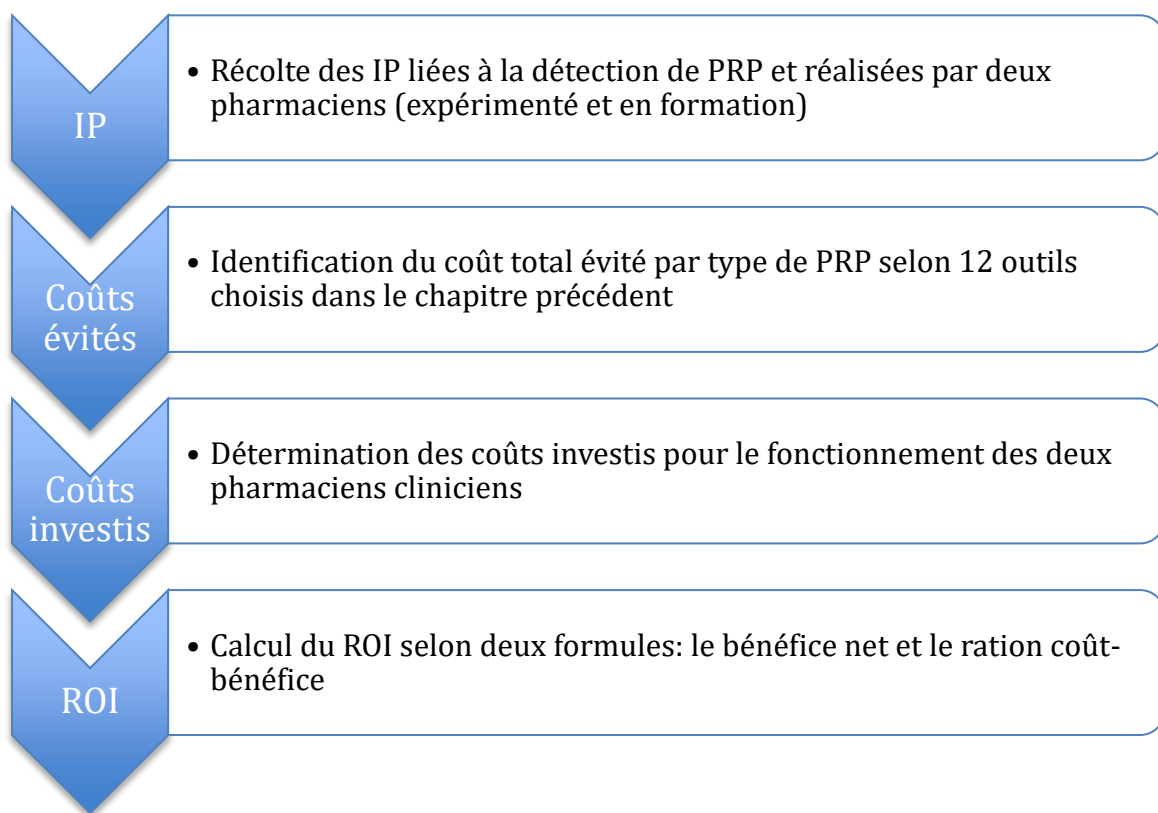 IP
• Récolte des IP liées à la détection de PRP et réalisées par deux
pharmaciens (expérimenté et en formation)
Coûts
évités
• Identification du coût total évité par type de PRP selon 12 outils
choisis dans le chapitre précédent
Coûts
investis
• Détermination des coûts investis pour le fonctionnement des deux
pharmaciens cliniciens
ROI
• Calcul du ROI selon deux formules: le bénéfice net et le ration coût-
bénéfice